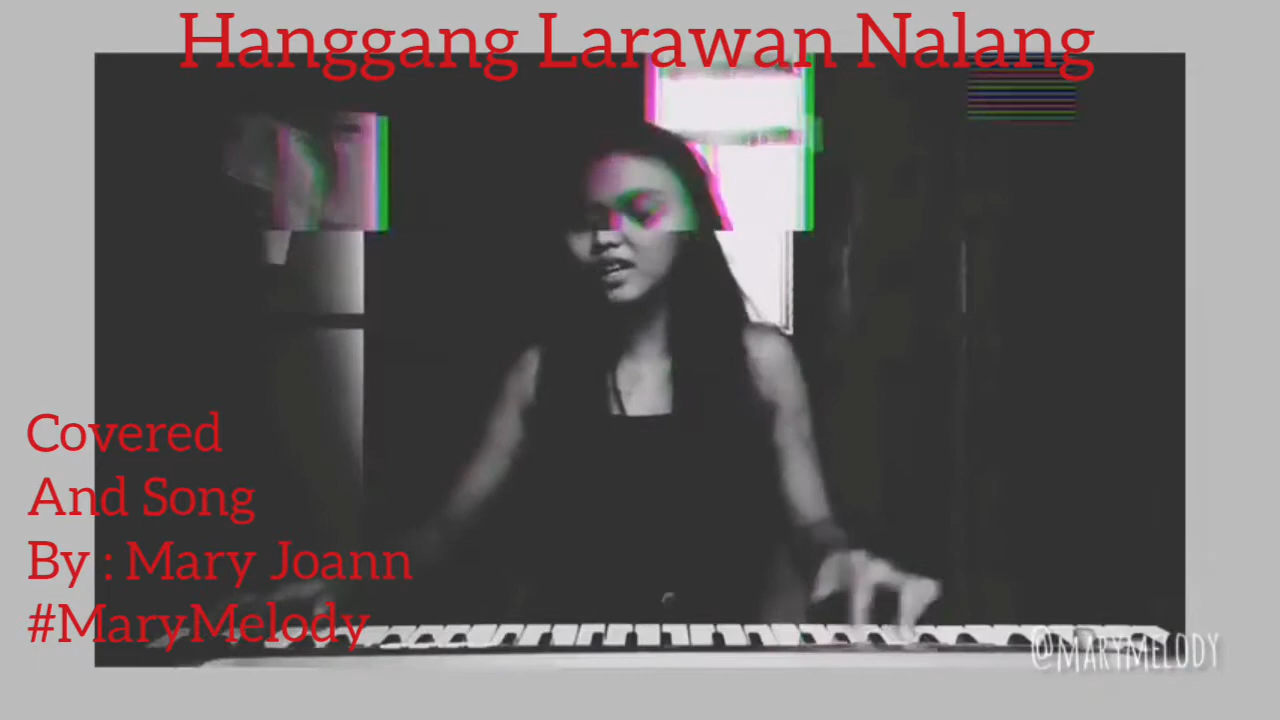 Hanggang Larawan Nalang
Covered
And Song
By : Mary Joann
#MaryMelody
@MARYMELODY